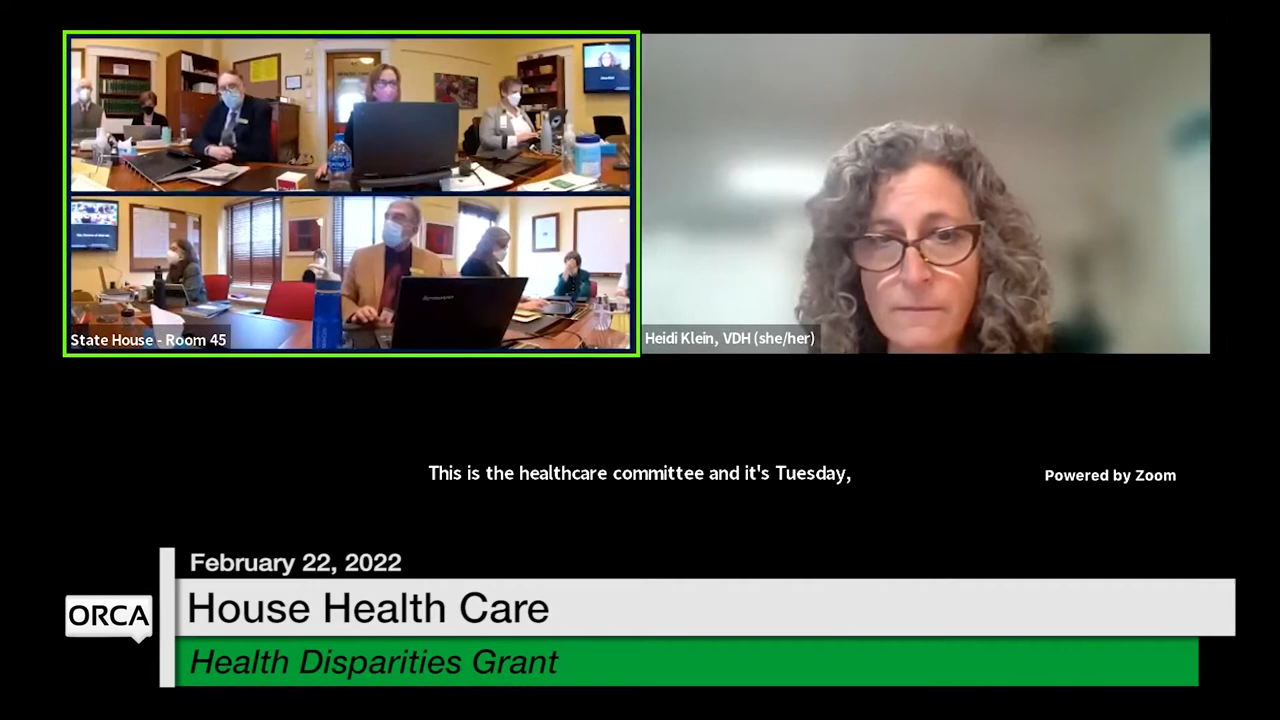 State House - Room 45
Heidi Klein, VDH (she/her)
lenovo
This is the healthcare committee and it's Tuesday,
Powered by Zoom
February 22, 2022
ORCA
House Health Care
Health Disparities Grant